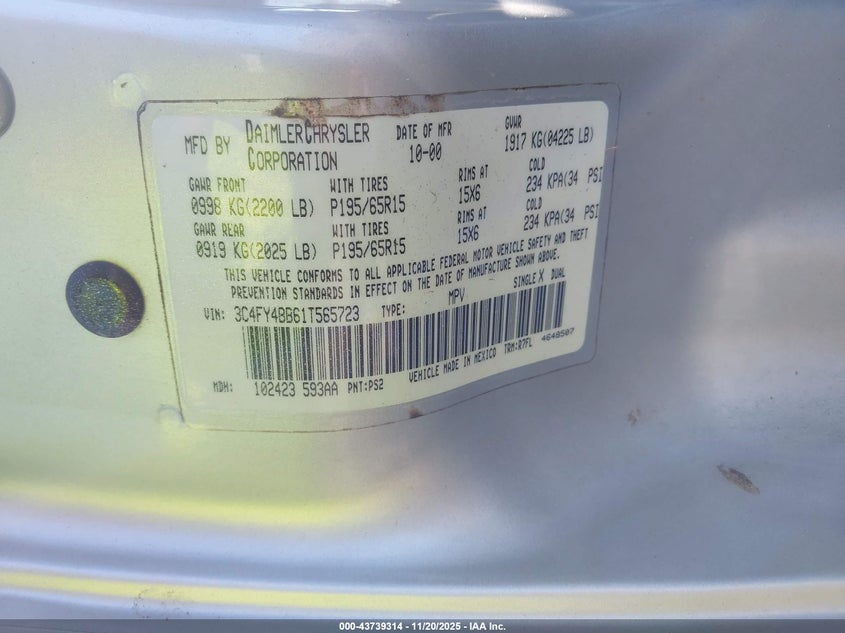 MFD BY DAIMLERCHRYSLER CORPORATION DATE OF MFR 10-00 GVWR 1917 KG(04225 LB)
GAWR FRONT WITH TIRES RIMS AT COLD
0998 KG(2200 LB) P195/65R15 15X6 234 KPA(34 PSI
GAWR REAR WITH TIRES RIMS AT COLD
0919 KG(2025 LB) P195/65R15 15X6 234 KPA(34 PSI
THIS VEHICLE CONFORMS TO ALL APPLICABLE FEDERAL MOTOR VEHICLE SAFETY AND THEFT
PREVENTION STANDARDS IN EFFECT ON THE DATE OF MANUFACTURE SHOWN ABOVE.
VIN: 3C4FY4BB61T565723 TYPE: MPV SINGLE X DUAL
MDH: 102423 593AA PNT:PS2 VEHICLE MADE IN MEXICO TRM:R7FL 4648507
000-43739314 - 11/20/2025 - IAA Inc.